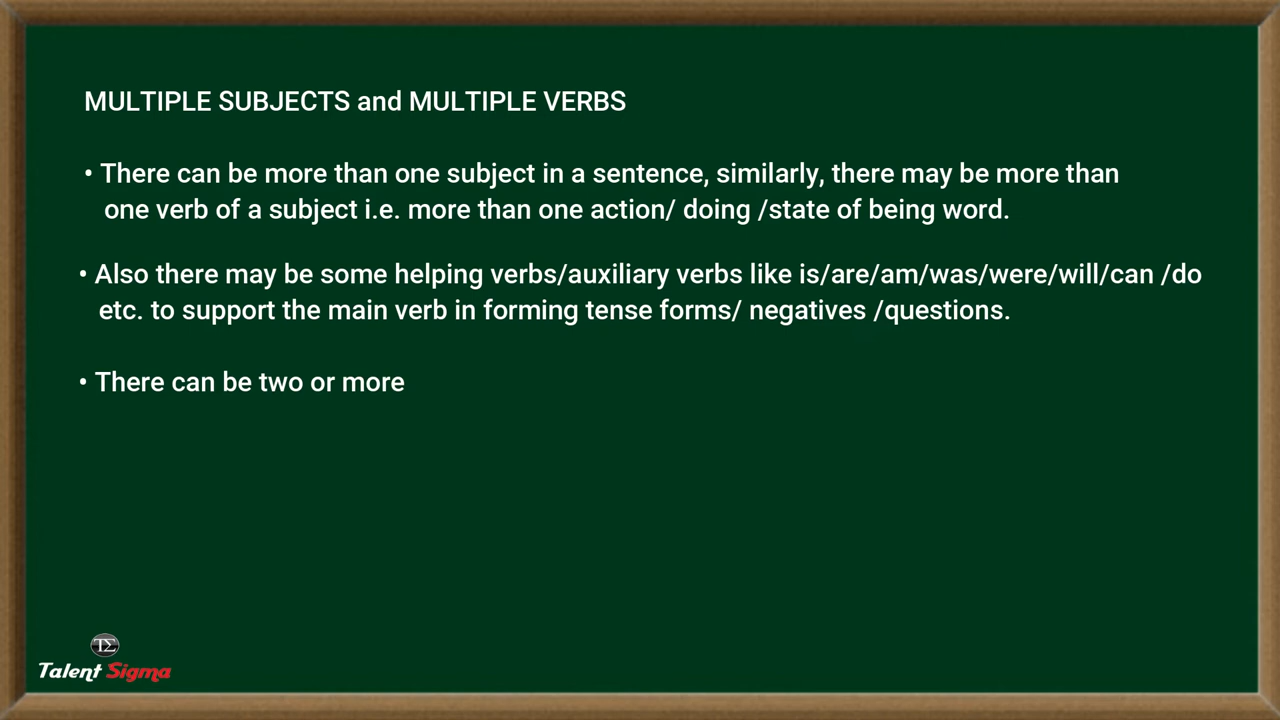 MULTIPLE SUBJECTS and MULTIPLE VERBS
• There can be more than one subject in a sentence, similarly, there may be more than
one verb of a subject i.e. more than one action/ doing /state of being word.
• Also there may be some helping verbs/auxiliary verbs like is/are/am/was/were/will/can /do
etc. to support the main verb in forming tense forms/ negatives /questions.
• There can be two or more
TΣ
Talent Sigma